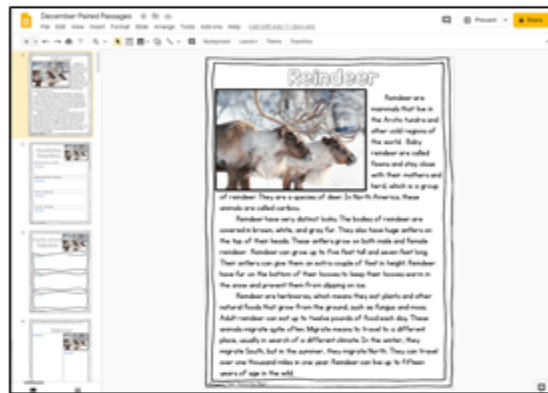 December Paired Passages
File Edit View Insert Format Slide Arrange Tools Add-ons Help Last edit was 11 days ago
Present
Share
Background Layout Theme Transition
Reindeer
Reindeer are
mammals that live in
the Arctic tundra and
other cold regions of
the world. Baby
reindeer are called
fawns and stay close
with their mothers and
herd, which is a group
of reindeer. They are a species of deer. In North America, these
animals are called caribou.
Reindeer have very distinct looks. The bodies of reindeer are
covered in brown, white, and gray fur. They also have huge antlers on
the top of their heads. These antlers grow on both male and female
reindeer. Reindeer can grow up to five feet tall and seven feet long.
Their antlers can give them an extra couple of feet in height. Reindeer
have fur on the bottom of their hooves to keep their hooves warm in
the snow and prevent them from slipping on ice.
Reindeer are herbivores, which means they eat plants and other
natural foods that grow from the ground, such as fungus and moss.
Adult reindeer can eat up to twelve pounds of food each day. These
animals migrate quite often. Migrate means to travel to a different
place, usually in search of a different climate. In the winter, they
migrate South, but in the summer, they migrate North. They can travel
over one thousand miles in one year. Reindeer can live up to fifteen
years of age in the wild.